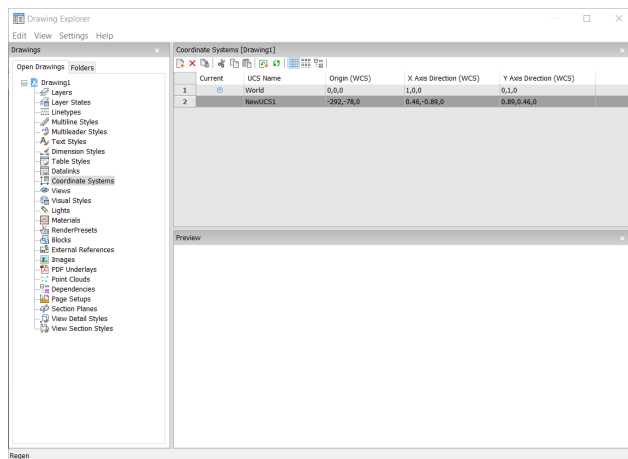 Drawing Explorer
Edit View Settings Help
Drawings
Open Drawings Folders
Drawing1
Layers
Layer States
Linetypes
Multiline Styles
Multileader Styles
Text Styles
Dimension Styles
Table Styles
Datalinks
Coordinate Systems
Views
Visual Styles
Lights
Materials
RenderPresets
Blocks
External References
Images
PDF Underlays
Point Clouds
Dependencies
Page Setups
Section Planes
View Detail Styles
View Section Styles
Coordinate Systems [Drawing1]
Current UCS Name Origin (WCS) X Axis Direction (WCS) Y Axis Direction (WCS)
1 World 0,0,0 1,0,0 0,1,0
2 NewUCS1 -292,-78,0 0.46,-0.89,0 0.89,0.46,0
Preview
Regen